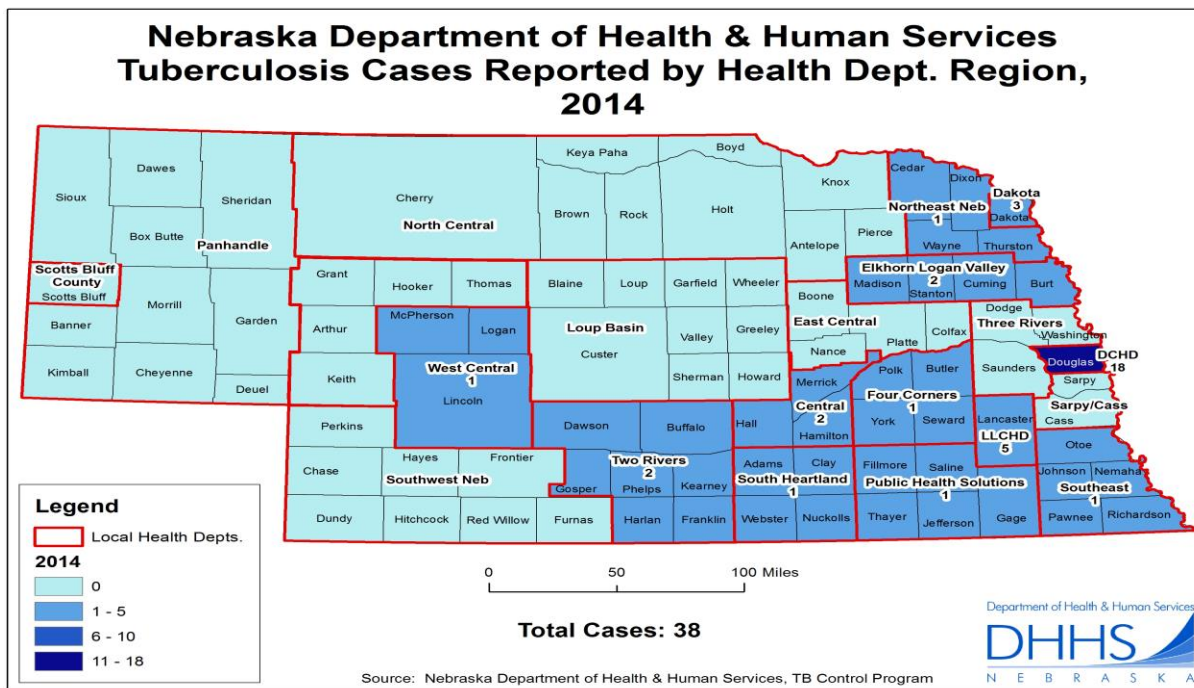 Nebraska Department of Health & Human Services
Tuberculosis Cases Reported by Health Dept. Region,
2014
Sioux
Dawes
Sheridan
Box Butte
Panhandle
Scotts Bluff
County
Scotts Bluff
Banner
Morrill
Garden
Kimball
Cheyenne
Deuel
Cherry
North Central
Keya Paha
Boyd
Brown
Rock
Holt
Knox
Antelope
Pierce
Cedar
Dixon
Northeast Neb
1
Dakota
3
Dakota
Wayne
Thurston
Grant
Hooker
Thomas
Arthur
McPherson
Logan
Keith
West Central
1
Lincoln
Blaine
Loup
Garfield
Wheeler
Loup Basin
Custer
Valley
Greeley
Sherman
Howard
Elkhorn Logan Valley
2
Madison
Stanton
Cuming
Burt
Boone
East Central
Colfax
Platte
Nance
Dodge
Three Rivers
Washington
Saunders
Douglas
DCHD
18
Sarpy
Sarpy/Cass
Cass
Merrick
Central
2
Hall
Hamilton
Polk
Butler
Four Corners
1
York
Seward
Lancaster
LLCHD
5
Otoe
Johnson
Nemaha
Southeast
1
Pawnee
Richardson
Perkins
Chase
Hayes
Frontier
Southwest Neb
Dundy
Hitchcock
Red Willow
Furnas
Dawson
Buffalo
Two Rivers
2
Gosper
Phelps
Kearney
Harlan
Franklin
Adams
Clay
South Heartland
1
Webster
Nuckolls
Fillmore
Saline
Public Health Solutions
1
Thayer
Jefferson
Gage
Legend
Local Health Depts.
2014
0
1 - 5
6 - 10
11 - 18
0 50 100 Miles
Total Cases: 38
Source: Nebraska Department of Health & Human Services, TB Control Program
Department of Health & Human Services
DHHS
NEBRASKA